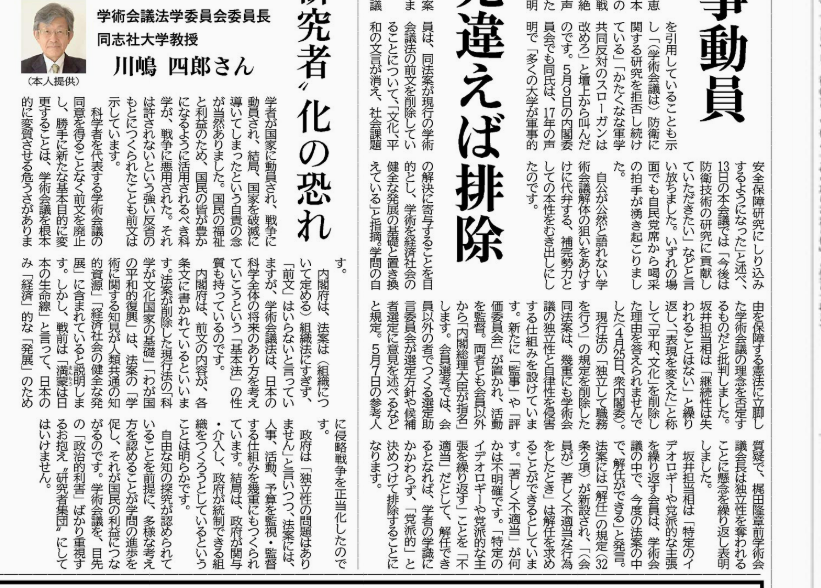 事動員
を引用していることも示
し「（学術会議は）防衛に
関する研究を拒否し続け
ている」「かたくなな軍学
共同反対のスローガンは
改めろ」と壇上から叫んだ
のです。５月９日の内閣委
員会でも同氏は、17年の声
明で「多くの大学が軍事的
安全保障研究にしり込み
するようになった」と述べ、
13日の本会議では「今後は
防衛技術の研究に貢献し
ていただきたい」などと言
い放ちました。いずれの場
面でも自民党席から喝采
の拍手が湧き起こりまし
た。
自公が公然と語れない学
術会議解体の狙いをあけす
けに代弁する、補完勢力と
しての本性をむき出しにし
たのです。
違えば排除
員は、同法案が現行の学術
会議法の前文を削除してい
ることについて、「文化、平
和の文言が消え、社会課題
の解決に寄与することを目
的とし、学術を経済社会の
健全な発展の基礎と置き換
えている」と指摘。学問の自
由を保障する憲法に立脚し
た学術会議の理念を否定す
るものだと批判しました。
坂井担当相は「継続性は失
われることはない」と繰り
返し、「表現を変えた」と称
して「平和、文化」を削除し
た理由を答えられませんで
した（４月25日、衆院内閣委）。
現行法の「独立して職務
を行う」の規定を削除した
同法案は、幾重にも学術会
議の独立性と自律性を侵害
する仕組みを設けていま
す。新たに「監事」や「評
価委員会」が置かれ、活動
を監督。両者とも会員以外
から「内閣総理大臣が指名」
します。会員選考では、会
員以外の者でつくる選定助
言委員会が選定方針や候補
者選定に意見を述べるなど
と規定。５月７日の参考人
質疑で、梶田隆章前学術会
議会長は独立性を奪われる
ことに懸念を繰り返し表明
しました。
坂井担当相は「特定のイ
デオロギーや党派的な主張
を繰り返す会員は、学術会
議の中で、今度の法案の中
で、解任ができる」と発言。
法案には「解任」の規定（32
条２項）が新設され、「（会
員が）著しく不適当な行為
をしたとき」は解任を求め
ることができるとしていま
す。「著しく不適当」が何
かは不明確です。「特定の
イデオロギーや党派的な主
張を繰り返す」ことを「不
適当」だとして、解任でき
るとなれば、学者の学識に
かかわらず、「党派的」と
決めつけて排除することに
なります。
研究者〟化の恐れ
学術会議法学委員会委員長
同志社大学教授
川嶋 四郎さん
（本人提供）
学者が国家に動員され、戦争に
動員され、結局、国家を破滅に
導いてしまったという自責の念
が当然ありました。国民の福祉
と利益のため、国民の皆が豊か
になるように活用されるべき科
学が、戦争に悪用された。それ
は許されないという強い反省の
もとにつくられたことも前文は
示しています。
科学者を代表する学術会議の
同意を得ることなく前文を廃止
し、勝手に新たな基本目的に変
更することは、学術会議を根本
的に変質させる危うさがありま
す。
内閣府は、法案は〈組織につ
いて定める〉組織法にすぎず、
「前文」はいらないと言ってい
ますが、学術会議法は、日本の
科学全体の将来のあり方を考え
ていこうという「基本法」の性
質も持っているのです。
内閣府は、前文の内容が、各
条文に書かれているといいま
す。法案が削除した現行法の「科
学が文化国家の基礎」「わが国
の平和的復興」は、法案の「学
術に関する知見が人類共通の知
的資源」「経済社会の健全な発
展」に含まれていると説明しま
す。しかし、戦前は「満蒙は日
本の生命線」と言って、日本の
「経済」的な「発展」のため
に侵略戦争を正当化したので
す。
政府は「独立性の問題はあり
ません」と言いつつ、法案には、
人事、活動、予算を監視・監督
する仕組みを幾重にもつくられ
ています。結局は、政府が関与
・介入し、政府が統制できる組
織をつくろうとしているという
ことは明らかです。
自由な知の探究が認められて
いることを前提に、多様な考え
方を認めることが学問の進歩を
促し、それが国民の利益につな
がるのです。学術会議を、目先
の「政治的利害」ばかり重視す
るお抱え〝研究者集団〟にして
はいけません。